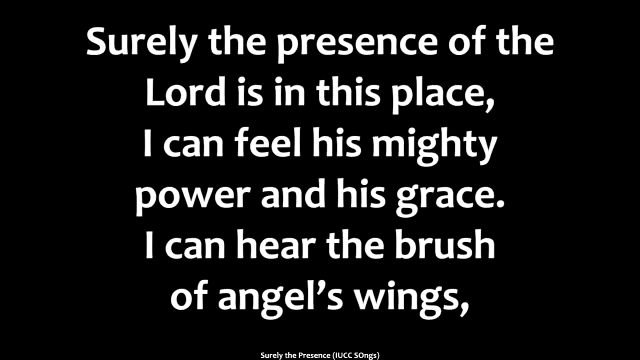 Surely the presence of the
Lord is in this place,
I can feel his mighty
power and his grace.
I can hear the brush
of angel’s wings,
Surely the Presence (IUCC SOngs)